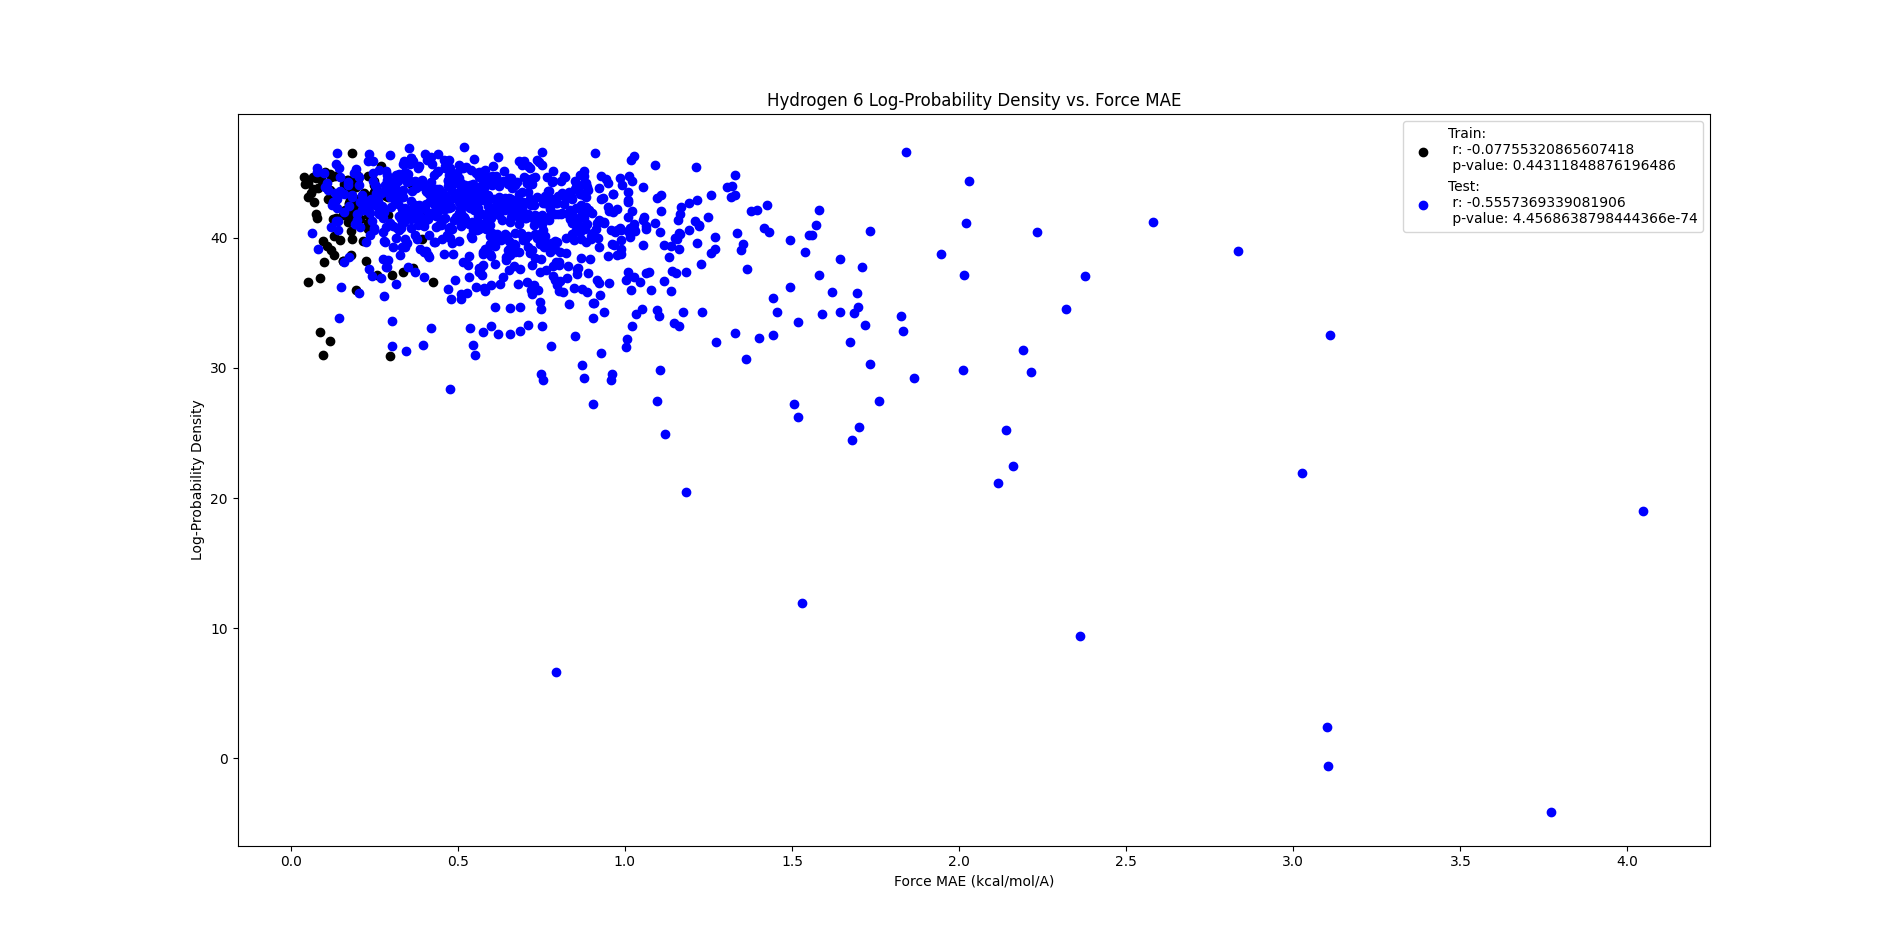 Hydrogen 6 Log-Probability Density vs. Force MAE
Train:
r: -0.07755320865607418
p-value: 0.44311848876196486
Test:
r: -0.5557369339081906
p-value: 4.4568638798444366e-74
Log-Probability Density
40
30
20
10
0
0.0 0.5 1.0 1.5 2.0 2.5 3.0 3.5 4.0
Force MAE (kcal/mol/A)